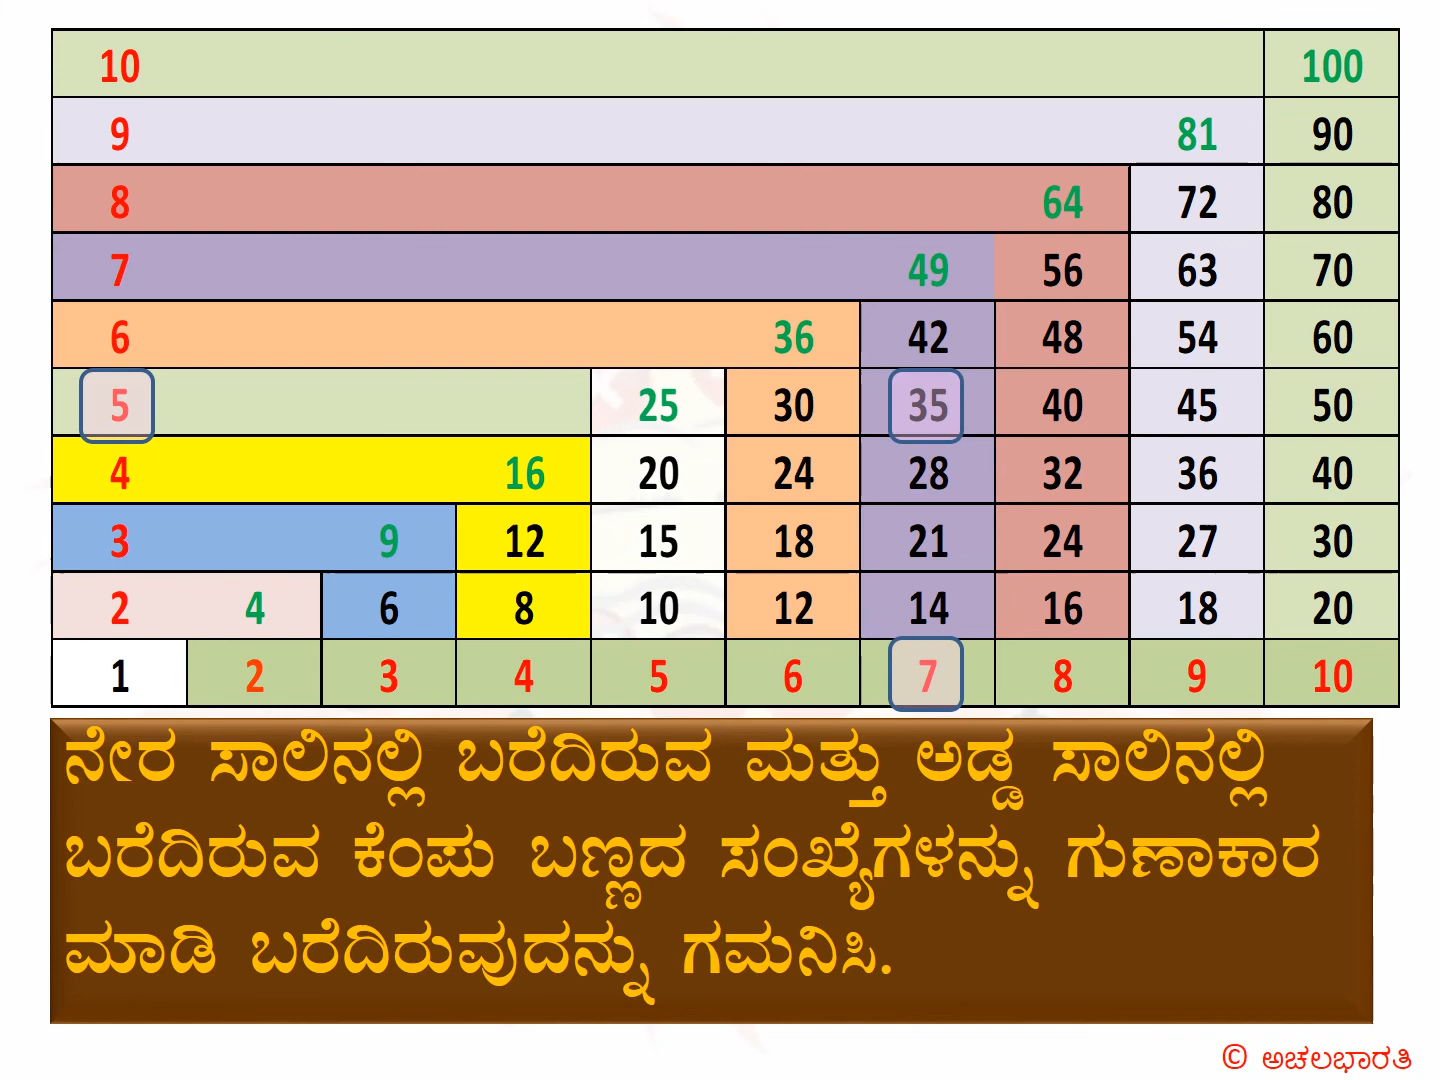 10 100
9 81 90
8 64 72 80
7 49 56 63 70
6 36 42 48 54 60
5 25 30 35 40 45 50
4 16 20 24 28 32 36 40
3 9 12 15 18 21 24 27 30
2 4 6 8 10 12 14 16 18 20
1 2 3 4 5 6 7 8 9 10
ನೇರ ಸಾಲಿನಲ್ಲಿ ಬರೆದಿರುವ ಮತ್ತು ಅಡ್ಡ ಸಾಲಿನಲ್ಲಿ
ಬರೆದಿರುವ ಕೆಂಪು ಬಣ್ಣದ ಸಂಖ್ಯೆಗಳನ್ನು ಗುಣಾಕಾರ
ಮಾಡಿ ಬರೆದಿರುವುದನ್ನು ಗಮನಿಸಿ.
© ಅಚಲಭಾರತಿ